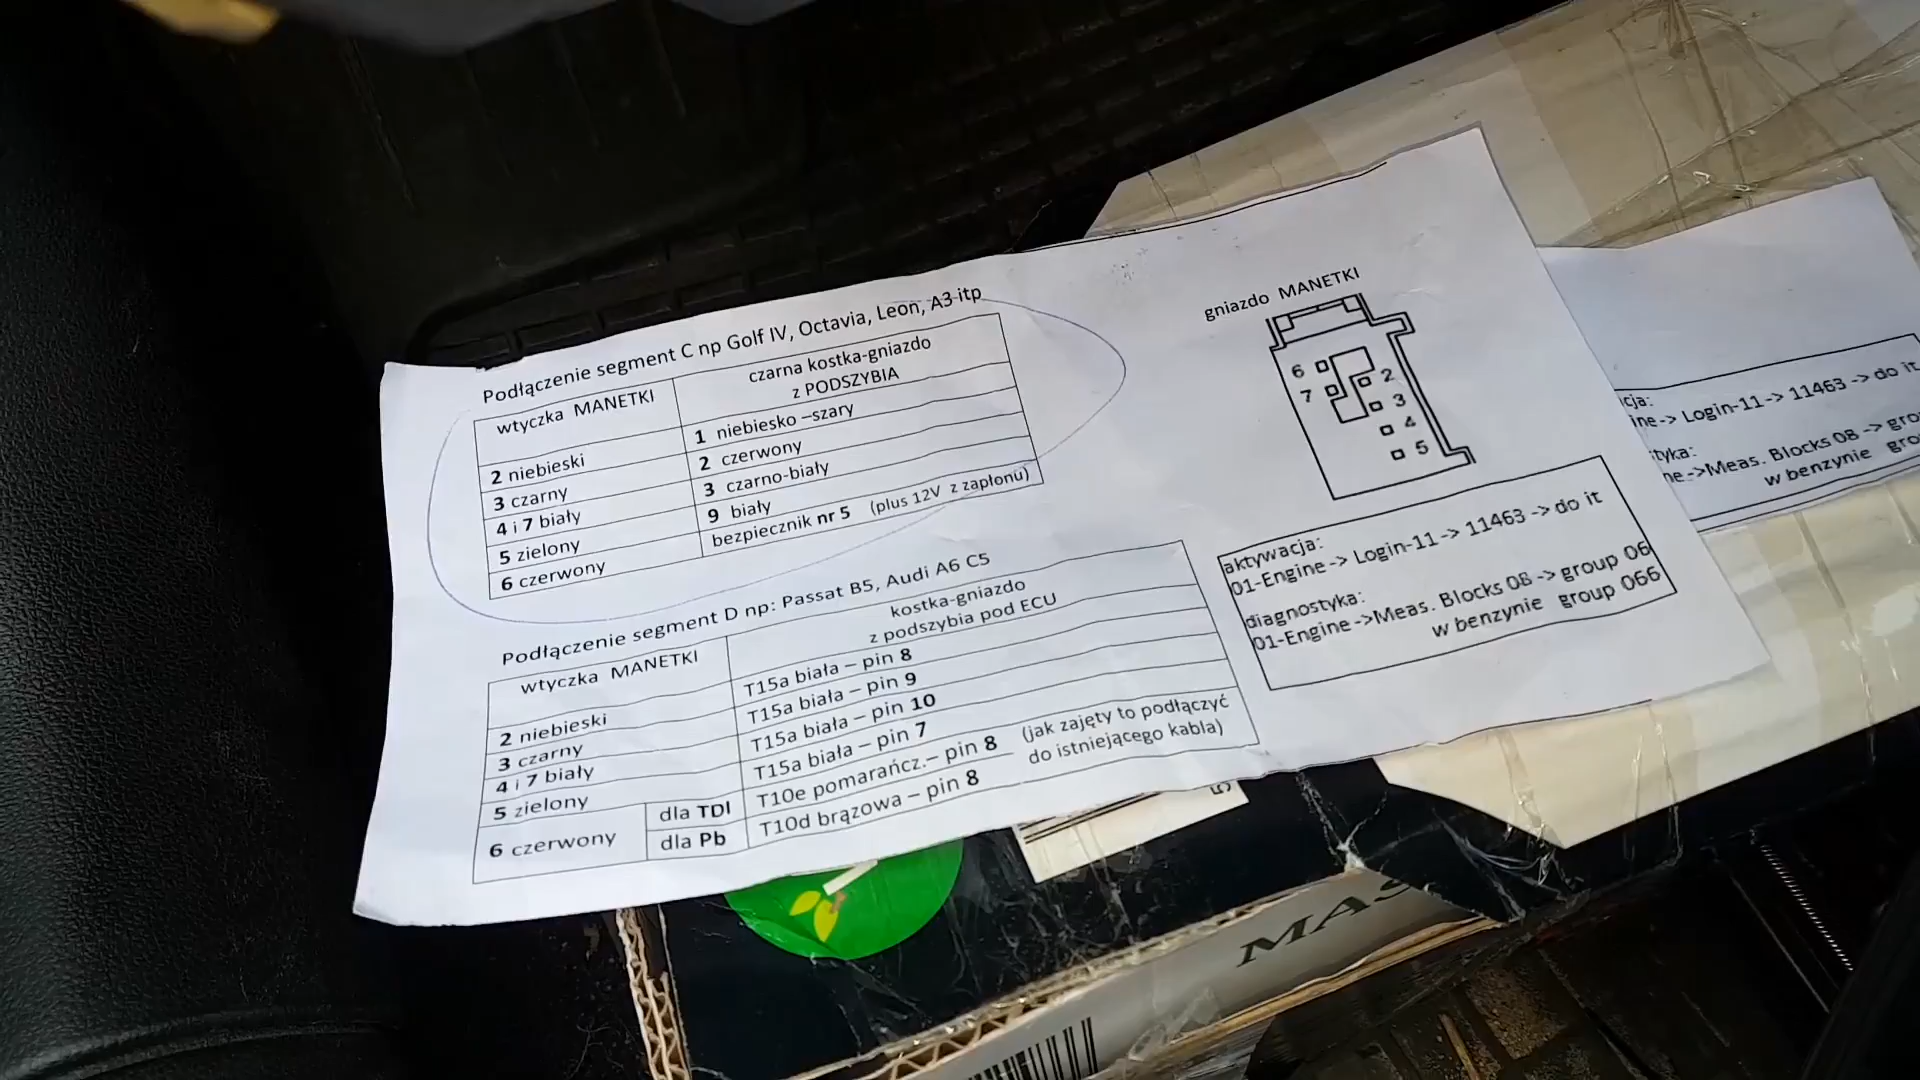 Podłączenie segment C np Golf IV, Octavia, Leon, A3 itp
wtyczka MANETKI
czarna kostka-gniazdo
z PODSZYBIA
2 niebieski
1 niebiesko –szary
3 czarny
2 czerwony
4 i 7 biały
3 czarno-biały
5 zielony
9 biały
6 czerwony
bezpiecznik nr 5 (plus 12V z zapłonu)
Podłączenie segment D np: Passat B5, Audi A6 C5
wtyczka MANETKI
kostka-gniazdo
z podszybia pod ECU
2 niebieski
T15a biała – pin 8
3 czarny
T15a biała – pin 9
4 i 7 biały
T15a biała – pin 10
5 zielony
T15a biała – pin 7
6 czerwony
dla TDI
T10e pomarańcz.– pin 8
dla Pb
T10d brązowa – pin 8
(jak zajęty to podłączyć
do istniejącego kabla)
gniazdo MANETKI
6
7
2
3
4
5
aktywacja:
01-Engine -> Login-11 -> 11463 -> do it
diagnostyka:
01-Engine ->Meas. Blocks 08 -> group 06
w benzynie group 066
cja:
ine-> Login-11 -> 11463 -> do it
styka:
ne ->Meas. Blocks 08 -> gro
w benzynie gro
MAS